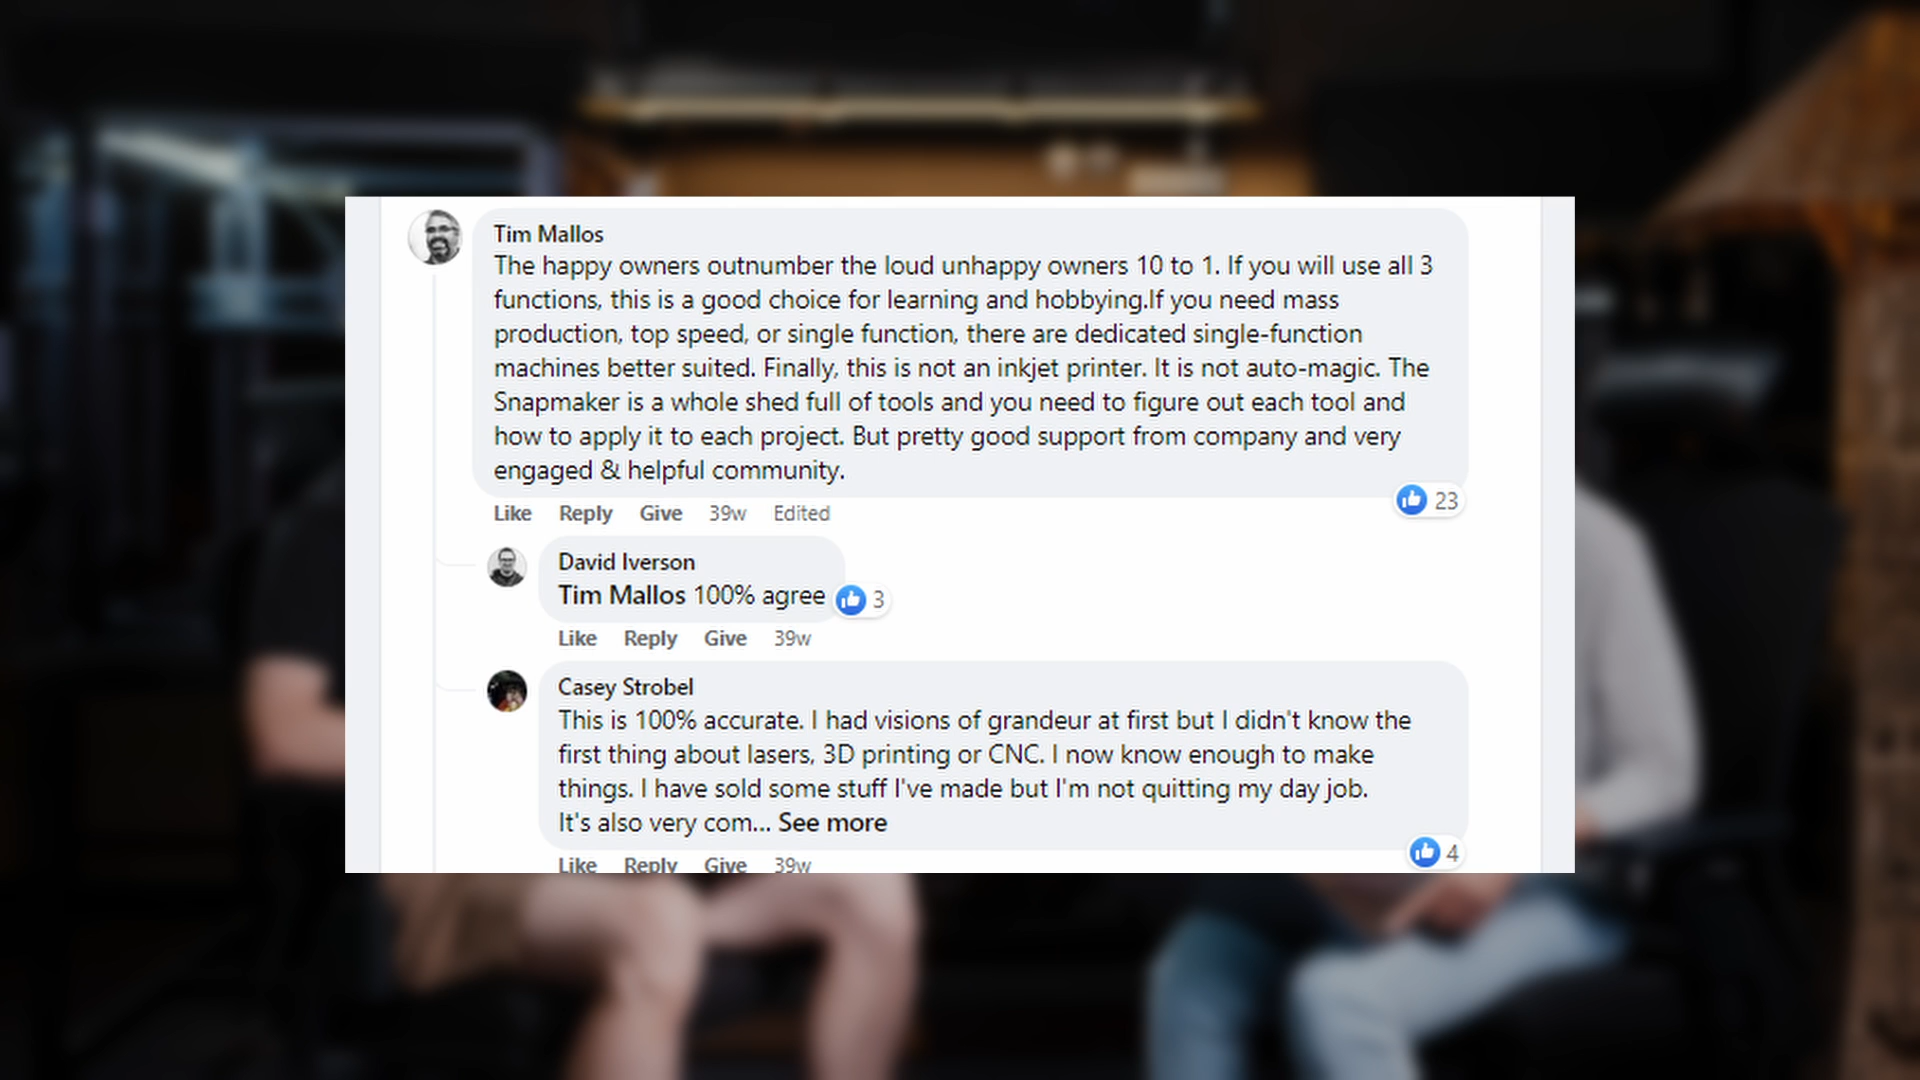 Tim Mallos
The happy owners outnumber the loud unhappy owners 10 to 1. If you will use all 3
functions, this is a good choice for learning and hobbying.If you need mass
production, top speed, or single function, there are dedicated single-function
machines better suited. Finally, this is not an inkjet printer. It is not auto-magic. The
Snapmaker is a whole shed full of tools and you need to figure out each tool and
how to apply it to each project. But pretty good support from company and very
engaged & helpful community.
23
Like Reply Give 39w Edited
David Iverson
Tim Mallos 100% agree 3
Like Reply Give 39w
Casey Strobel
This is 100% accurate. I had visions of grandeur at first but I didn't know the
first thing about lasers, 3D printing or CNC. I now know enough to make
things. I have sold some stuff I've made but I'm not quitting my day job.
It's also very com... See more
4
Like Reply Give 39w